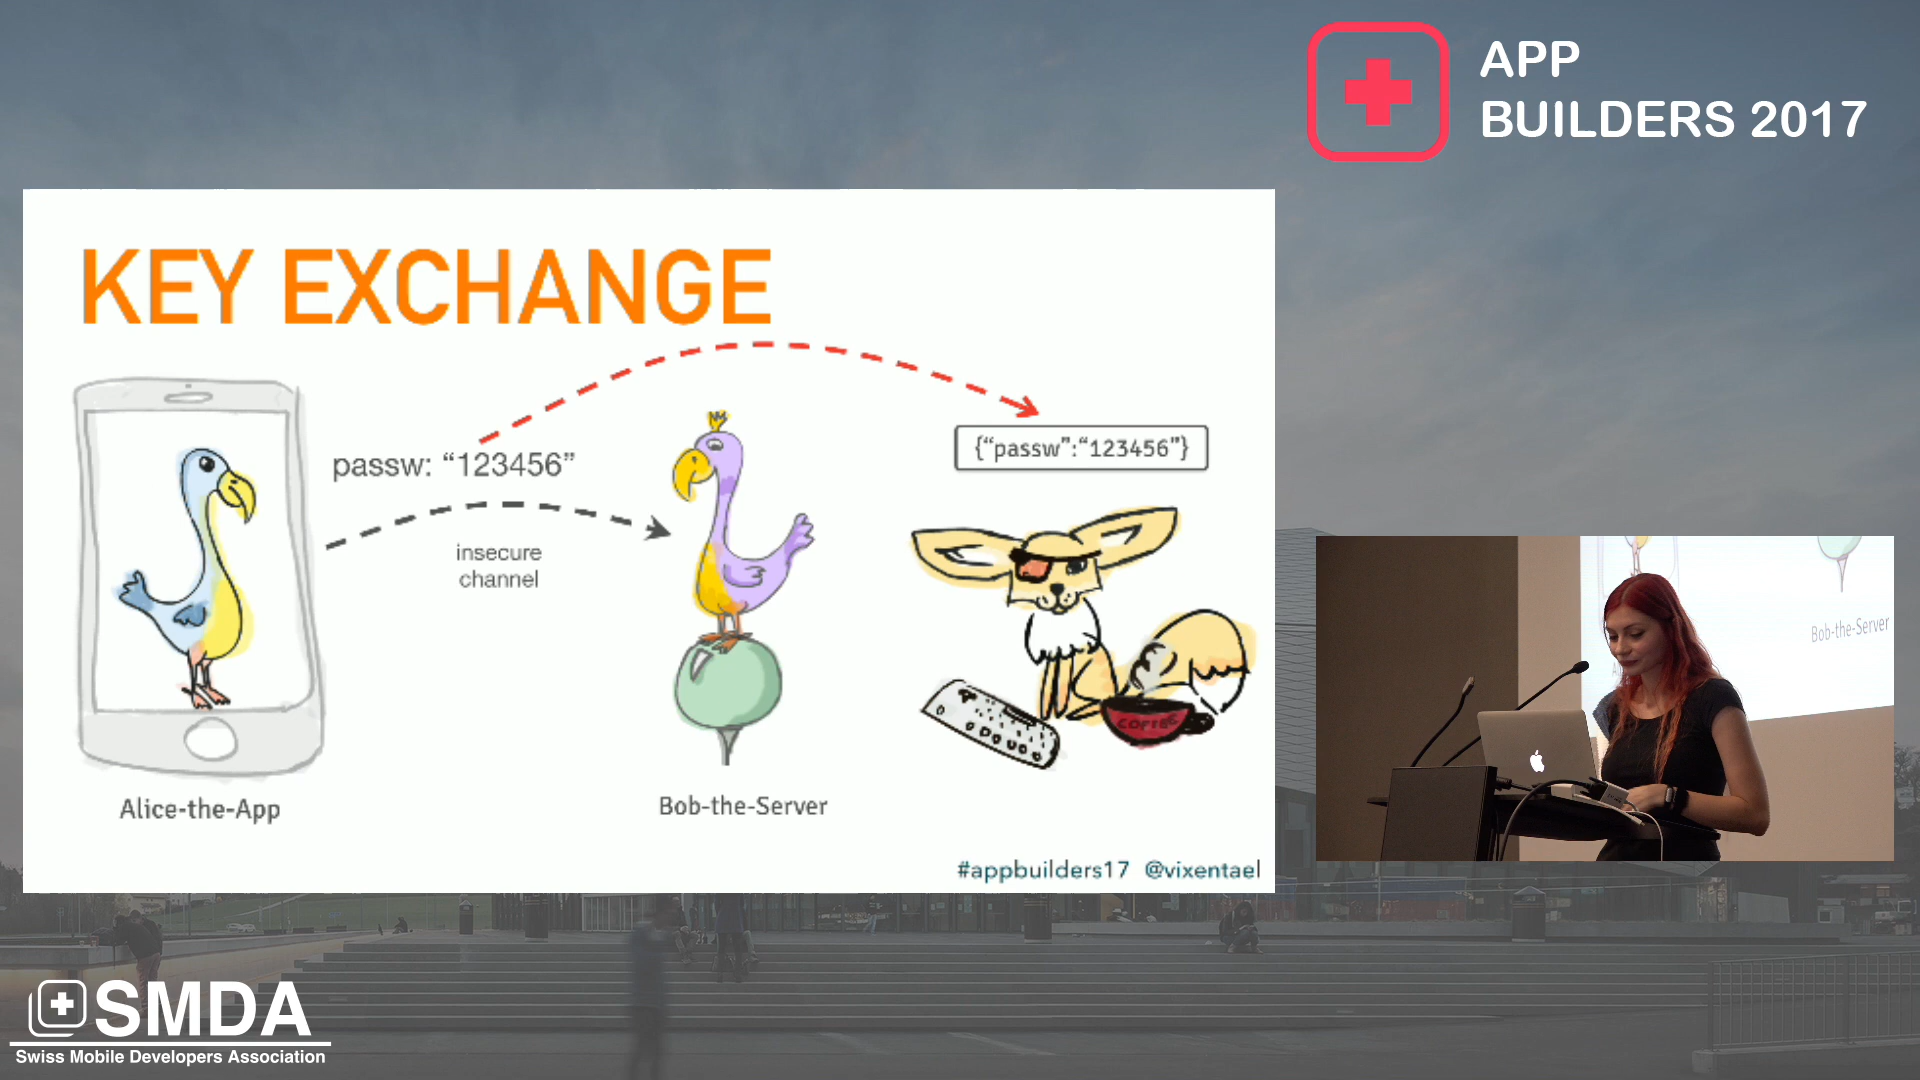 APP
BUILDERS 2017
KEY EXCHANGE
passw: “123456”
{“passw”:“123456”}
insecure
channel
COFFEE
Alice-the-App
Bob-the-Server
#appbuilders17 @vixentael
Bob-the-Server
SMDA
Swiss Mobile Developers Association